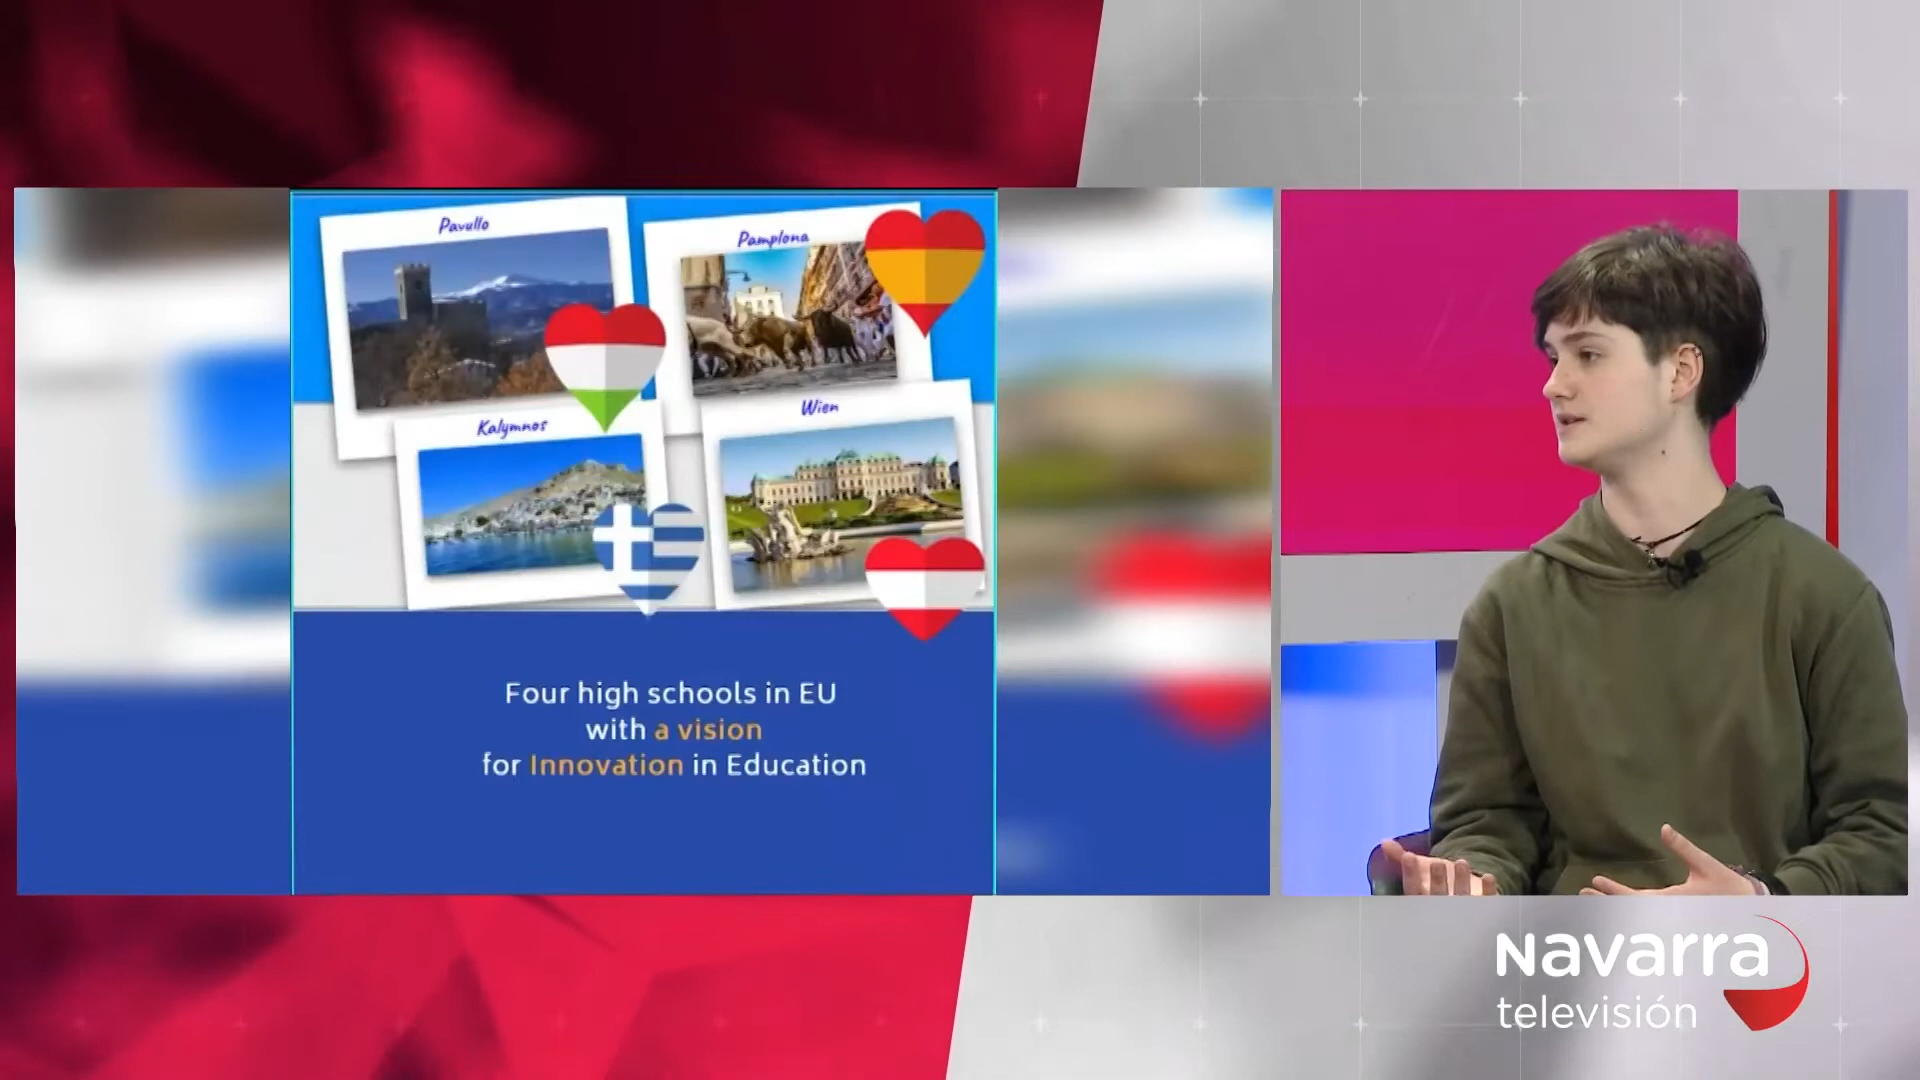 Pavullo
Pamplona
Kalymnos
Wien
Four high schools in EU
with a vision
for Innovation in Education
Navarra
televisión